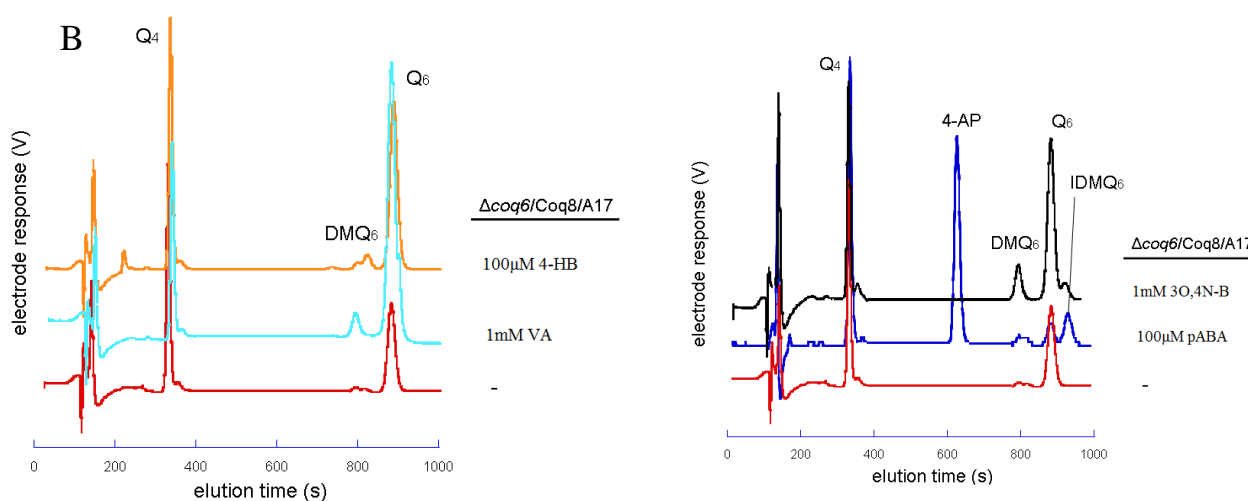 B
Q4
Q6
DMQ6
electrode response (V)
Δcoq6/Coq8/A17
100µM 4-HB
1mM VA
-
0 200 400 600 800 1000
elution time (s)
Q4
4-AP
Q6
IDMQ6
DMQ6
electrode response (V)
Δcoq6/Coq8/A17
1mM 3O,4N-B
100µM pABA
-
0 200 400 600 800 1000
elution time (s)